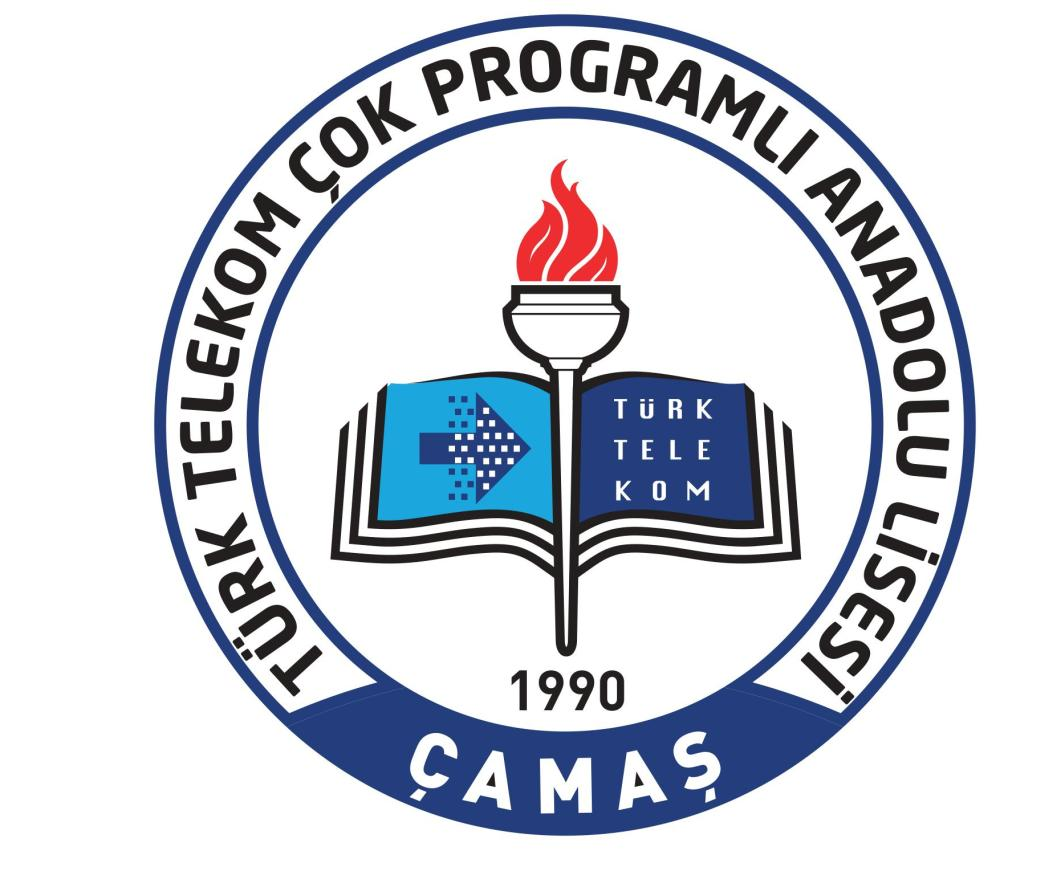 TÜRK TELEKOM ÇOK PROGRAMLI ANADOLU LİSESİ
TÜRK
TELE
KOM
1990
ÇAMAŞ